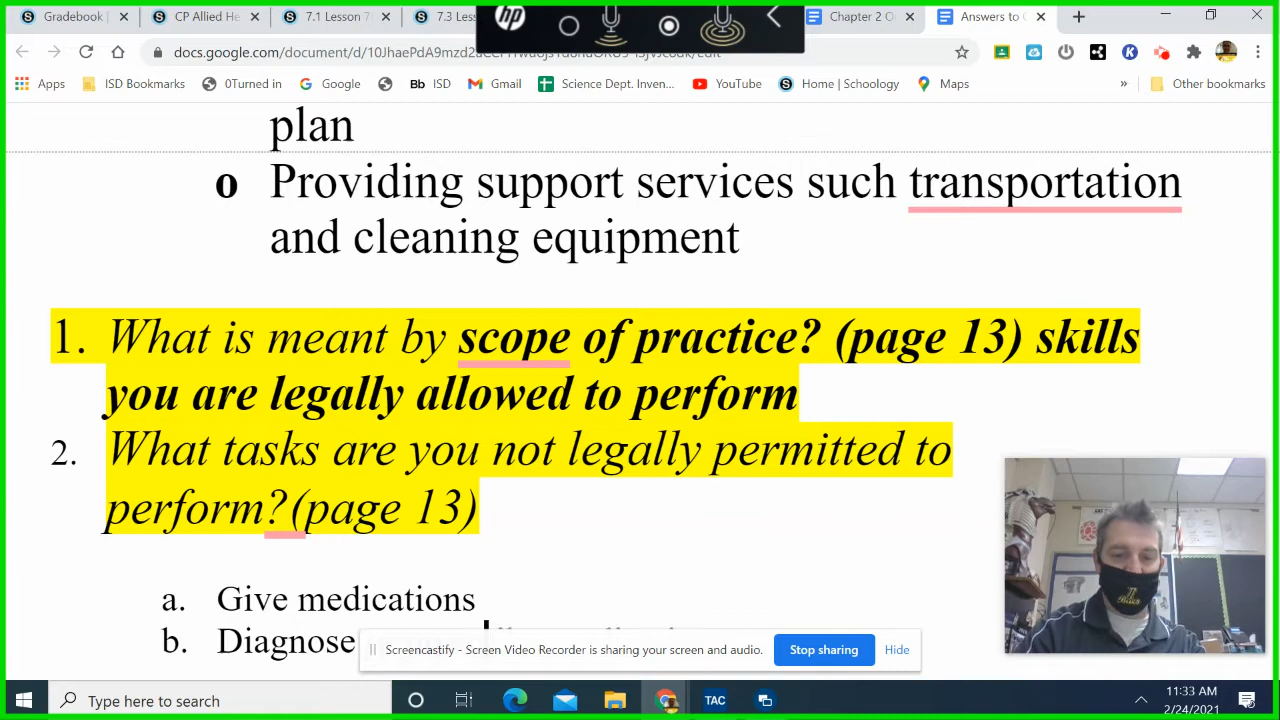 Gradebook
CP Allied He
7.1 Lesson 7
7.3 Less
hp
Chapter 2 O
Answers to
docs.google.com/document/d/
Apps
ISD Bookmarks
0Turned in
Google
Bb ISD
Gmail
Science Dept. Inven...
YouTube
Home | Schoology
Maps
»
Other bookmarks
plan
o Providing support services such transportation
and cleaning equipment
1. What is meant by scope of practice? (page 13) skills
you are legally allowed to perform
2. What tasks are you not legally permitted to
perform?(page 13)
a. Give medications
b. Diagnose
Screencastify - Screen Video Recorder is sharing your screen and audio.
Stop sharing
Hide
Type here to search
TAC
11:33 AM
2/24/2021